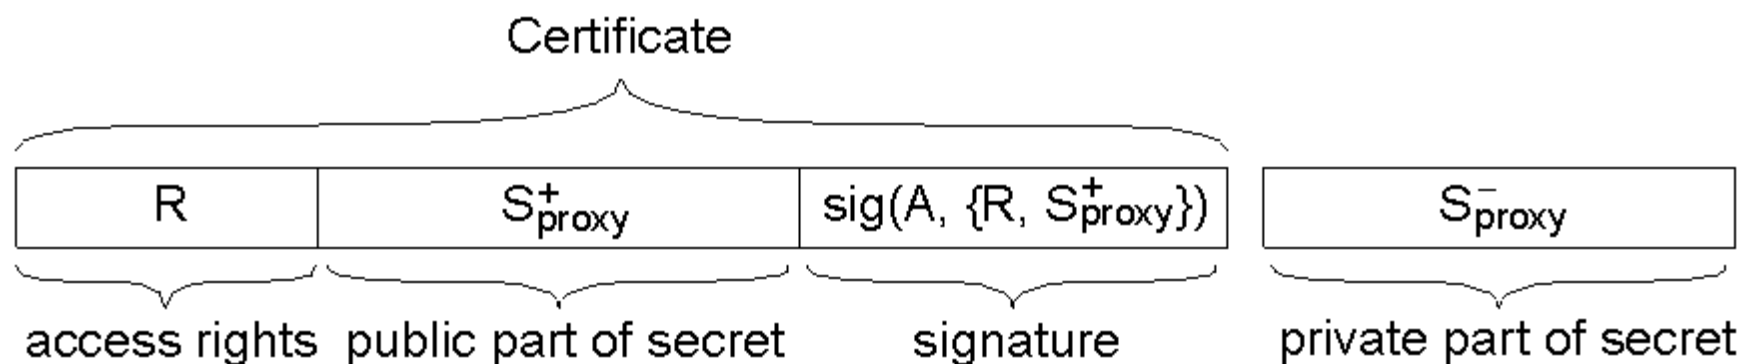 Certificate
R S⁺proxy sig(A, {R, S⁺proxy}) S⁻proxy
access rights public part of secret signature private part of secret